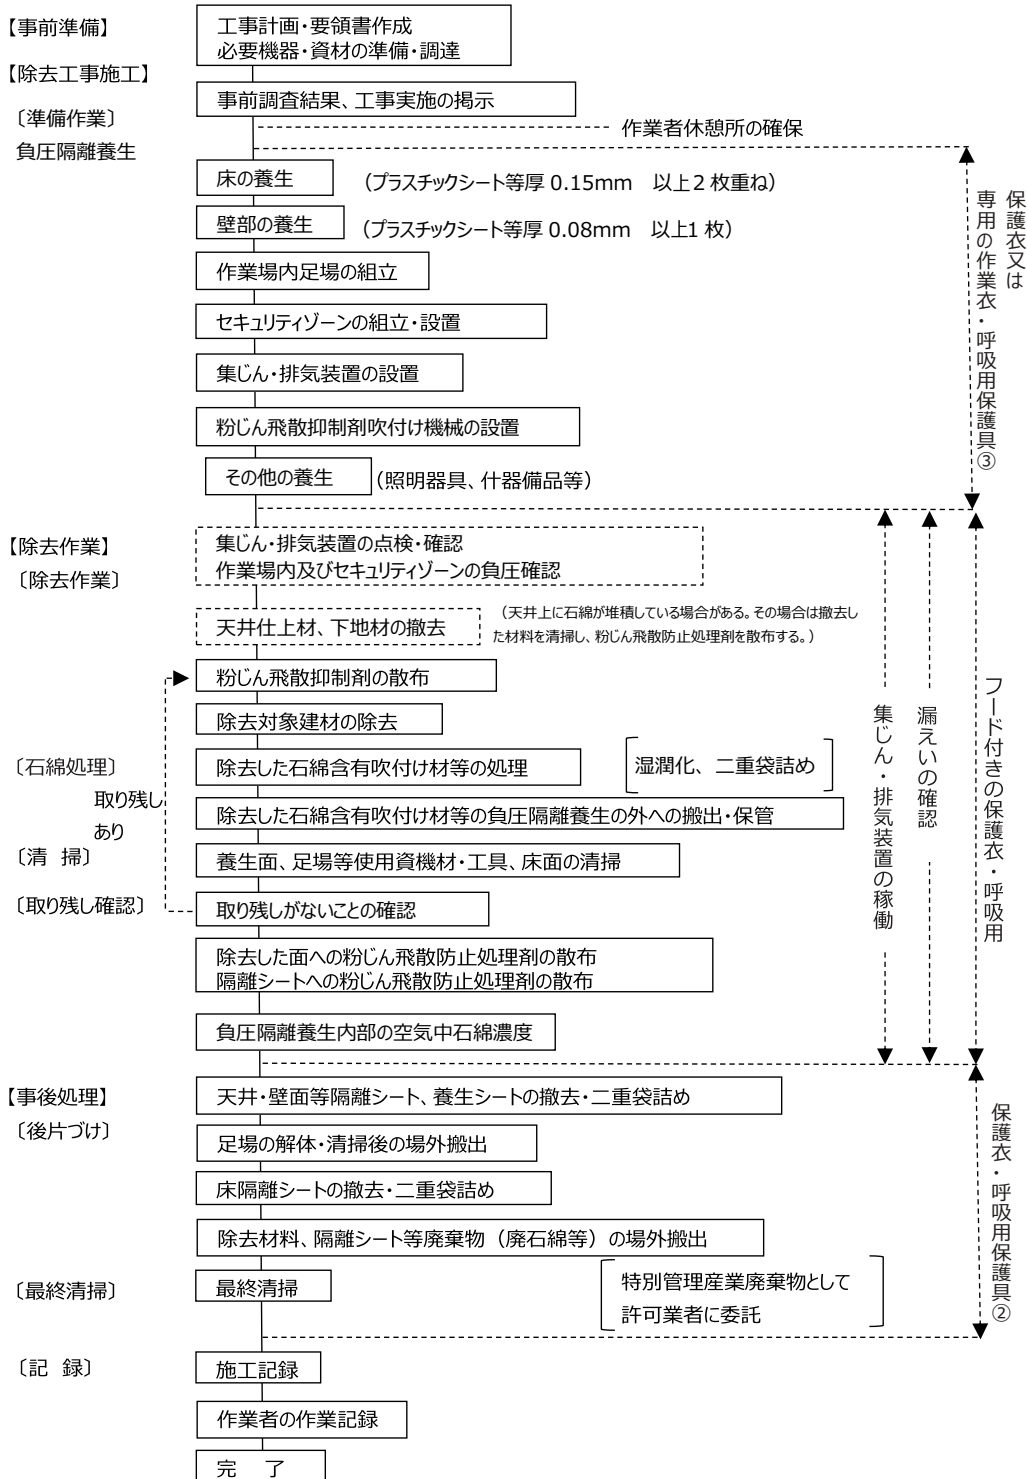 【事前準備】
工事計画・要領書作成
必要機器・資材の準備・調達
【除去工事施工】
事前調査結果、工事実施の掲示
〔準備作業〕
作業者休憩所の確保
負圧隔離養生
床の養生 (プラスチックシート等厚 0.15mm 以上2枚重ね)
壁部の養生 (プラスチックシート等厚 0.08mm 以上1枚)
作業場内足場の組立
セキュリティゾーンの組立・設置
集じん・排気装置の設置
粉じん飛散抑制剤吹付け機械の設置
その他の養生 (照明器具、什器備品等)
保護衣又は
専用の作業衣・呼吸用保護具③
【除去作業】
〔除去作業〕
集じん・排気装置の点検・確認
作業場内及びセキュリティゾーンの負圧確認
天井仕上材、下地材の撤去
(天井上に石綿が堆積している場合がある。その場合は撤去し
た材料を清掃し、粉じん飛散防止処理剤を散布する。)
粉じん飛散抑制剤の散布
除去対象建材の除去
〔石綿処理〕
除去した石綿含有吹付け材等の処理
湿潤化、二重袋詰め
取り残し
あり
除去した石綿含有吹付け材等の負圧隔離養生の外への搬出・保管
〔清 掃〕
養生面、足場等使用資機材・工具、床面の清掃
〔取り残し確認〕
取り残しがないことの確認
除去した面への粉じん飛散防止処理剤の散布
隔離シートへの粉じん飛散防止処理剤の散布
負圧隔離養生内部の空気中石綿濃度
集じん・排気装置の稼働
漏えいの確認
フード付きの保護衣・呼吸用
【事後処理】
〔後片づけ〕
天井・壁面等隔離シート、養生シートの撤去・二重袋詰め
足場の解体・清掃後の場外搬出
床隔離シートの撤去・二重袋詰め
除去材料、隔離シート等廃棄物（廃石綿等）の場外搬出
〔最終清掃〕
最終清掃
特別管理産業廃棄物として
許可業者に委託
保護衣・呼吸用保護具②
〔記 録〕
施工記録
作業者の作業記録
完 了